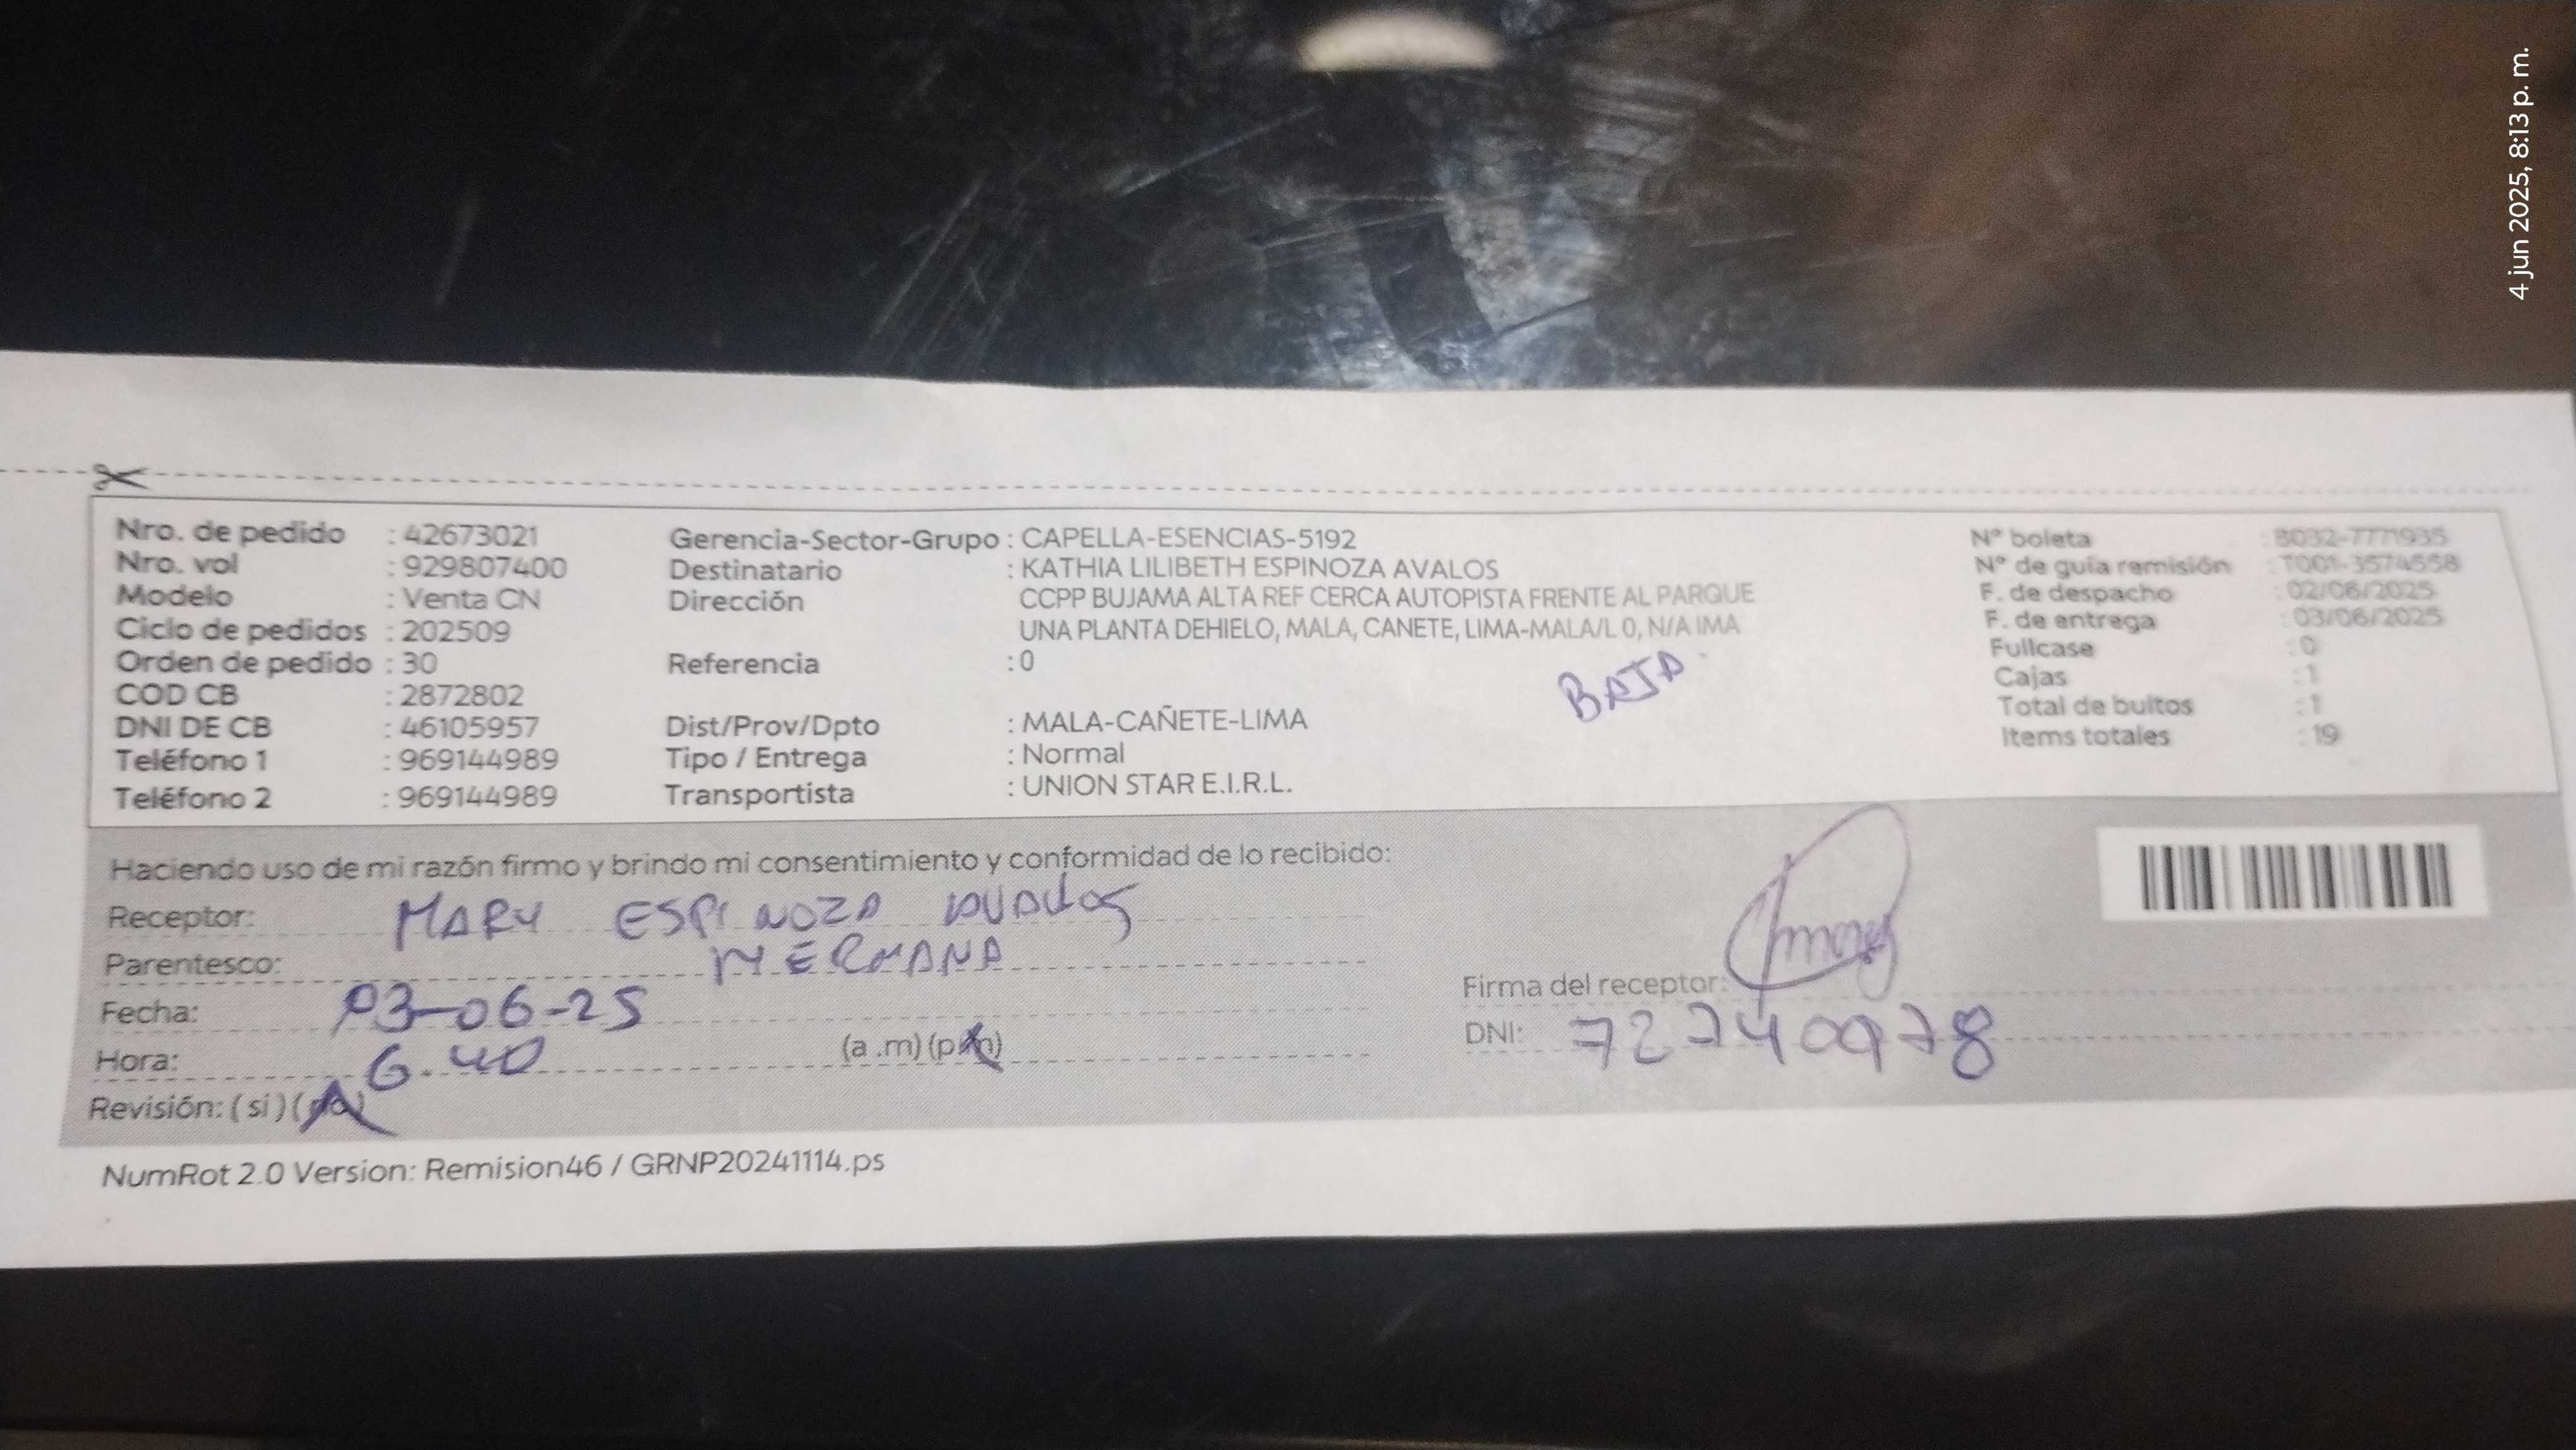 4 jun 2025, 8:13 p. m.
Nro. de pedido : 42673021
Nro. vol : 929807400
Modelo : Venta CN
Ciclo de pedidos : 202509
Orden de pedido : 30
COD CB : 2872802
DNI DE CB : 46105957
Teléfono 1 : 969144989
Teléfono 2 : 969144989
Gerencia-Sector-Grupo : CAPELLA-ESENCIAS-5192
Destinatario : KATHIA LILIBETH ESPINOZA AVALOS
Dirección CCPP BUJAMA ALTA REF CERCA AUTOPISTA FRENTE AL PARQUE
UNA PLANTA DEHIELO, MALA, CANETE, LIMA-MALA/L 0, N/A IMA
Referencia : 0
BAJA
Dist/Prov/Dpto : MALA-CAÑETE-LIMA
Tipo / Entrega : Normal
Transportista : UNION STAR E.I.R.L.
N° boleta : B032-7771935
N° de guía remisión : T001-3574558
F. de despacho : 02/06/2025
F. de entrega : 03/06/2025
Fullcase : 0
Cajas : 1
Total de bultos : 1
Items totales : 19
Haciendo uso de mi razón firmo y brindo mi consentimiento y conformidad de lo recibido:
Receptor: MARY ESPINOZA AVALOS
Parentesco: HERMANA
Fecha: 03-06-25
Hora: 6.40 (a .m) (p.m)
Revisión: ( si ) ( no )
Firma del receptor:
DNI: 72740978
NumRot 2.0 Version: Remision46 / GRNP20241114.ps